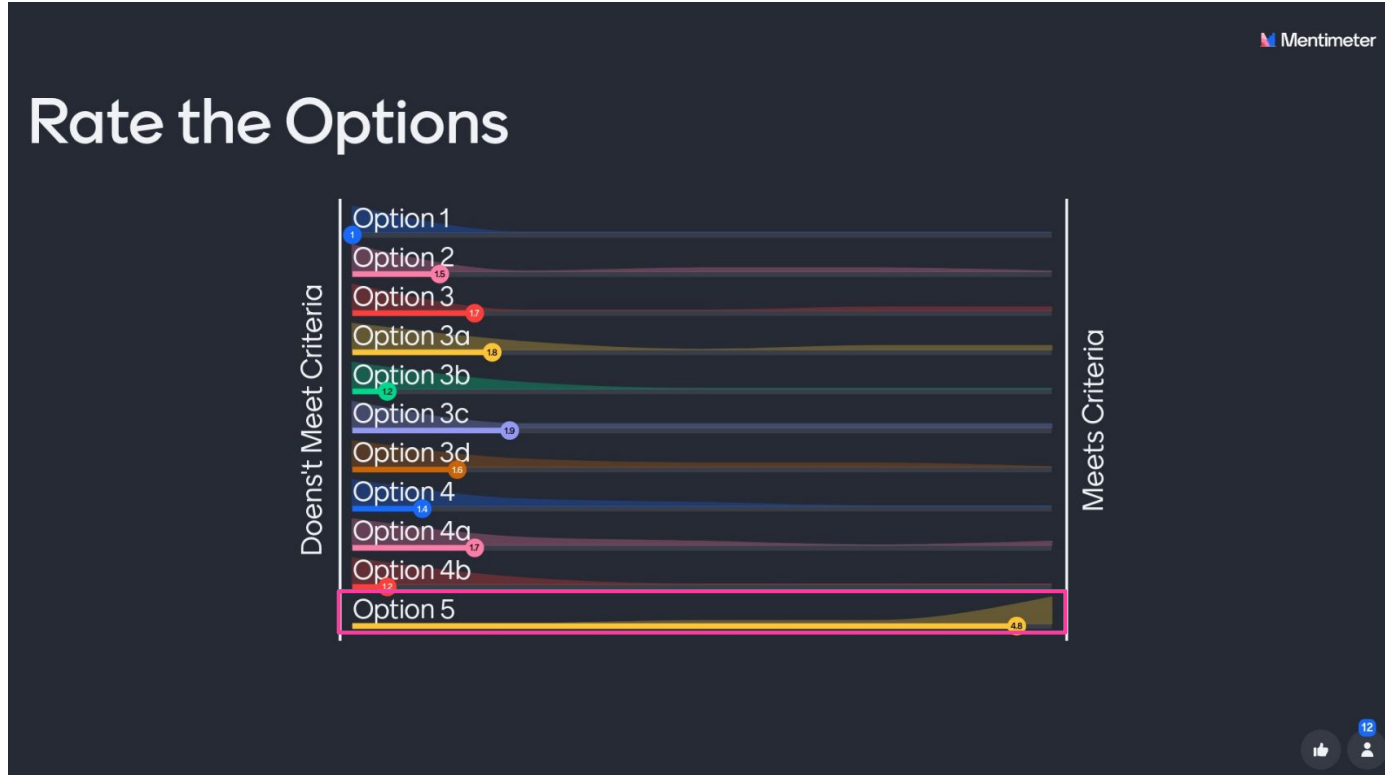 Mentimeter
Rate the Options
Doens't Meet Criteria
Option 1
1
Option 2
1.5
Option 3
1.7
Option 3a
1.8
Option 3b
1.2
Option 3c
1.9
Option 3d
1.6
Option 4
1.4
Option 4a
1.7
Option 4b
1.2
Option 5
4.8
Meets Criteria
12